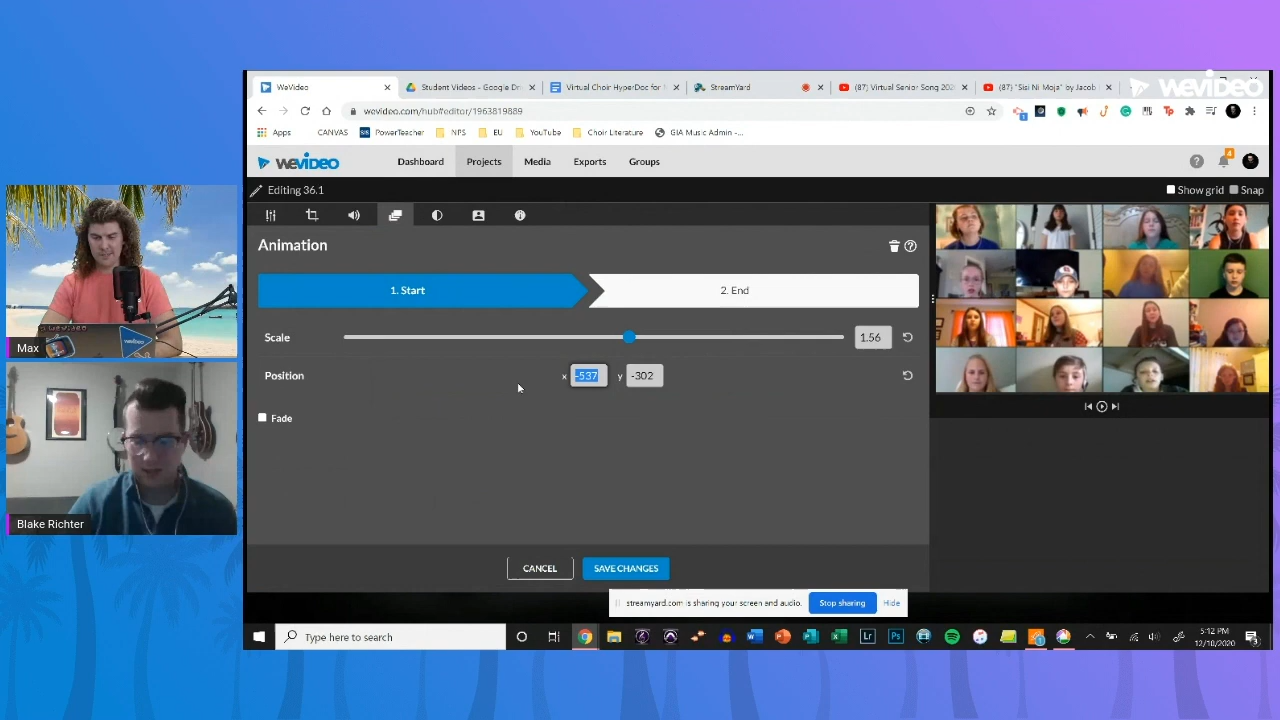 WeVideo
Student Videos - Google Dri
Virtual Choir HyperDoc for
StreamYard
(87) Virtual Senior Song 202
(87) "Sisi Ni Moja" by Jacob
wevideo
wevideo.com/hub#editor/1963819889
Apps
CANVAS
SIS PowerTeacher
NPS
EU
YouTube
Choir Literature
GIA Music Admin -...
wevideo
Dashboard
Projects
Media
Exports
Groups
4
Editing 36.1
Show grid
Snap
Animation
1. Start
2. End
Scale
1.56
Position
x -537 y -302
Fade
CANCEL
SAVE CHANGES
streamyard.com is sharing your screen and audio.
Stop sharing
Hide
Type here to search
5:12 PM
12/10/2020
Max
Blake Richter